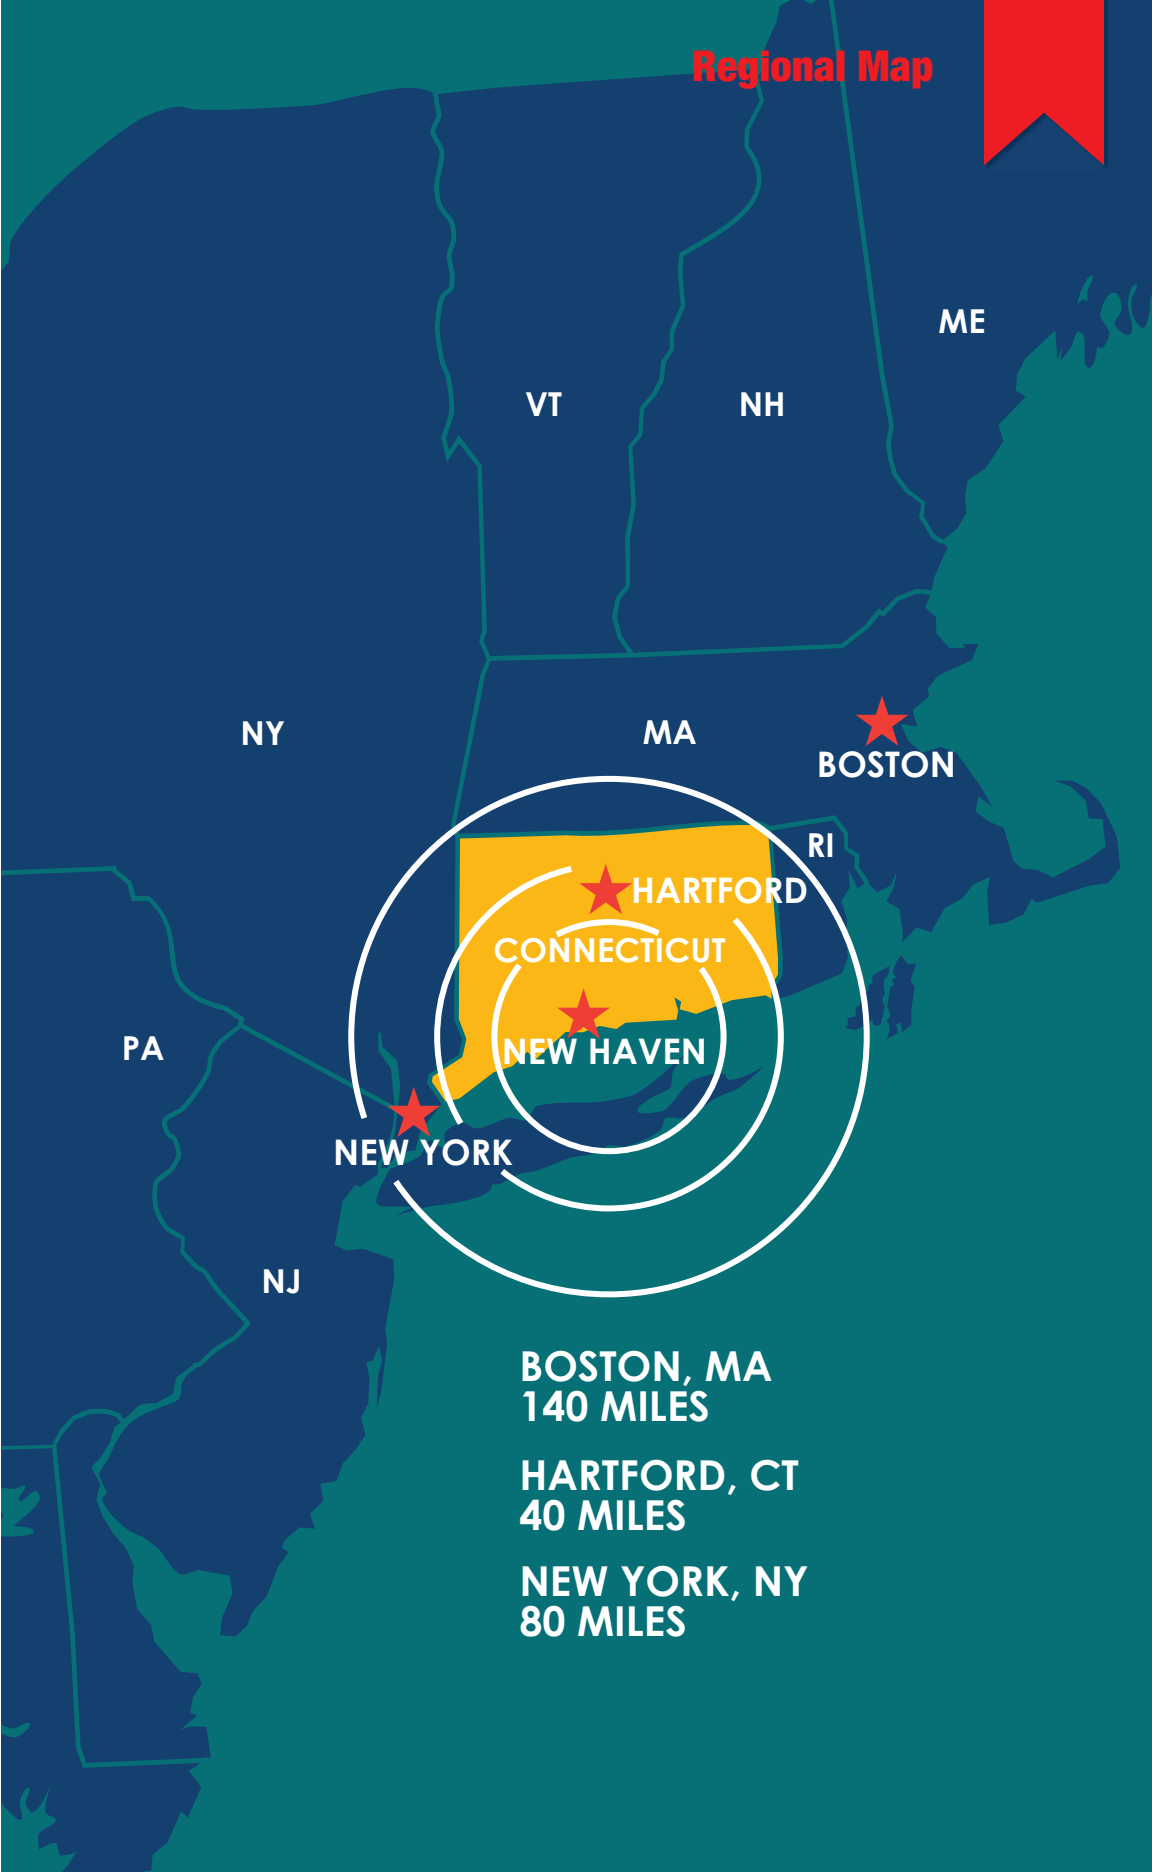 Regional Map
ME
VT
NH
NY
MA
BOSTON
RI
HARTFORD
CONNECTICUT
PA
NEW HAVEN
NEW YORK
NJ
BOSTON, MA
140 MILES
HARTFORD, CT
40 MILES
NEW YORK, NY
80 MILES